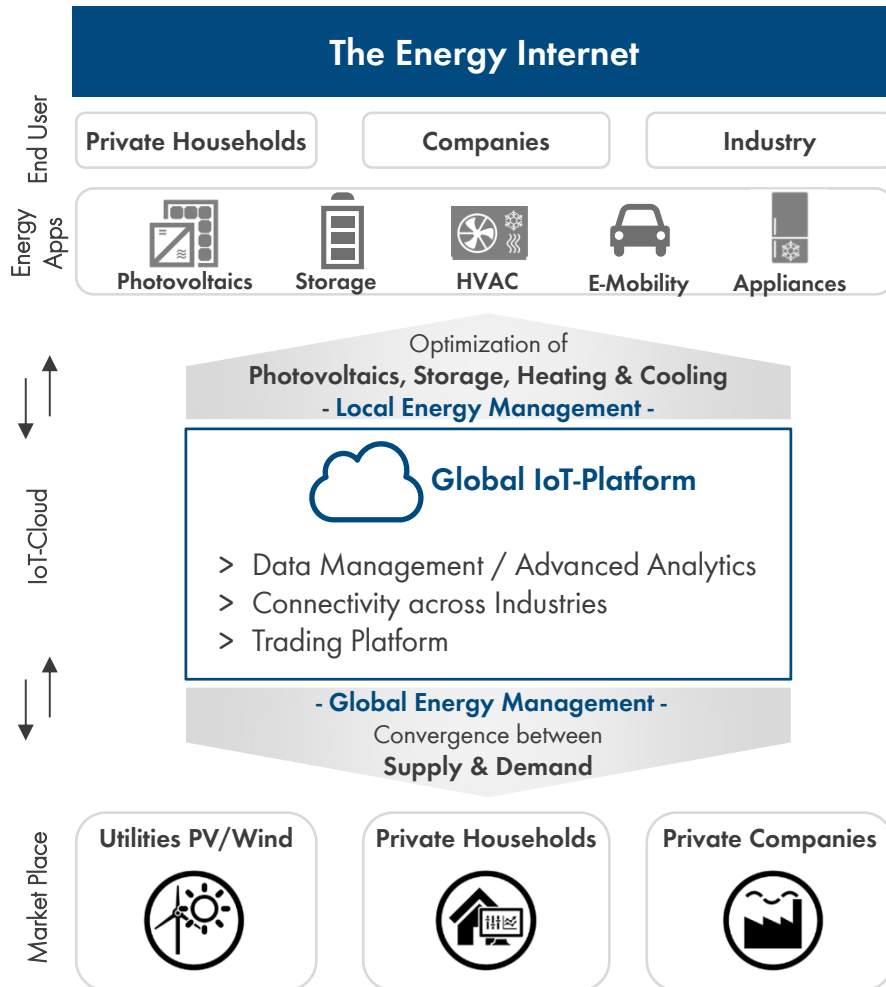 The Energy Internet
End User
Private Households
Companies
Industry
Energy
Apps
Photovoltaics
Storage
HVAC
E-Mobility
Appliances
Optimization of
Photovoltaics, Storage, Heating & Cooling
- Local Energy Management -
IoT-Cloud
Global IoT-Platform
> Data Management / Advanced Analytics
> Connectivity across Industries
> Trading Platform
- Global Energy Management -
Convergence between
Supply & Demand
Market Place
Utilities PV/Wind
Private Households
Private Companies